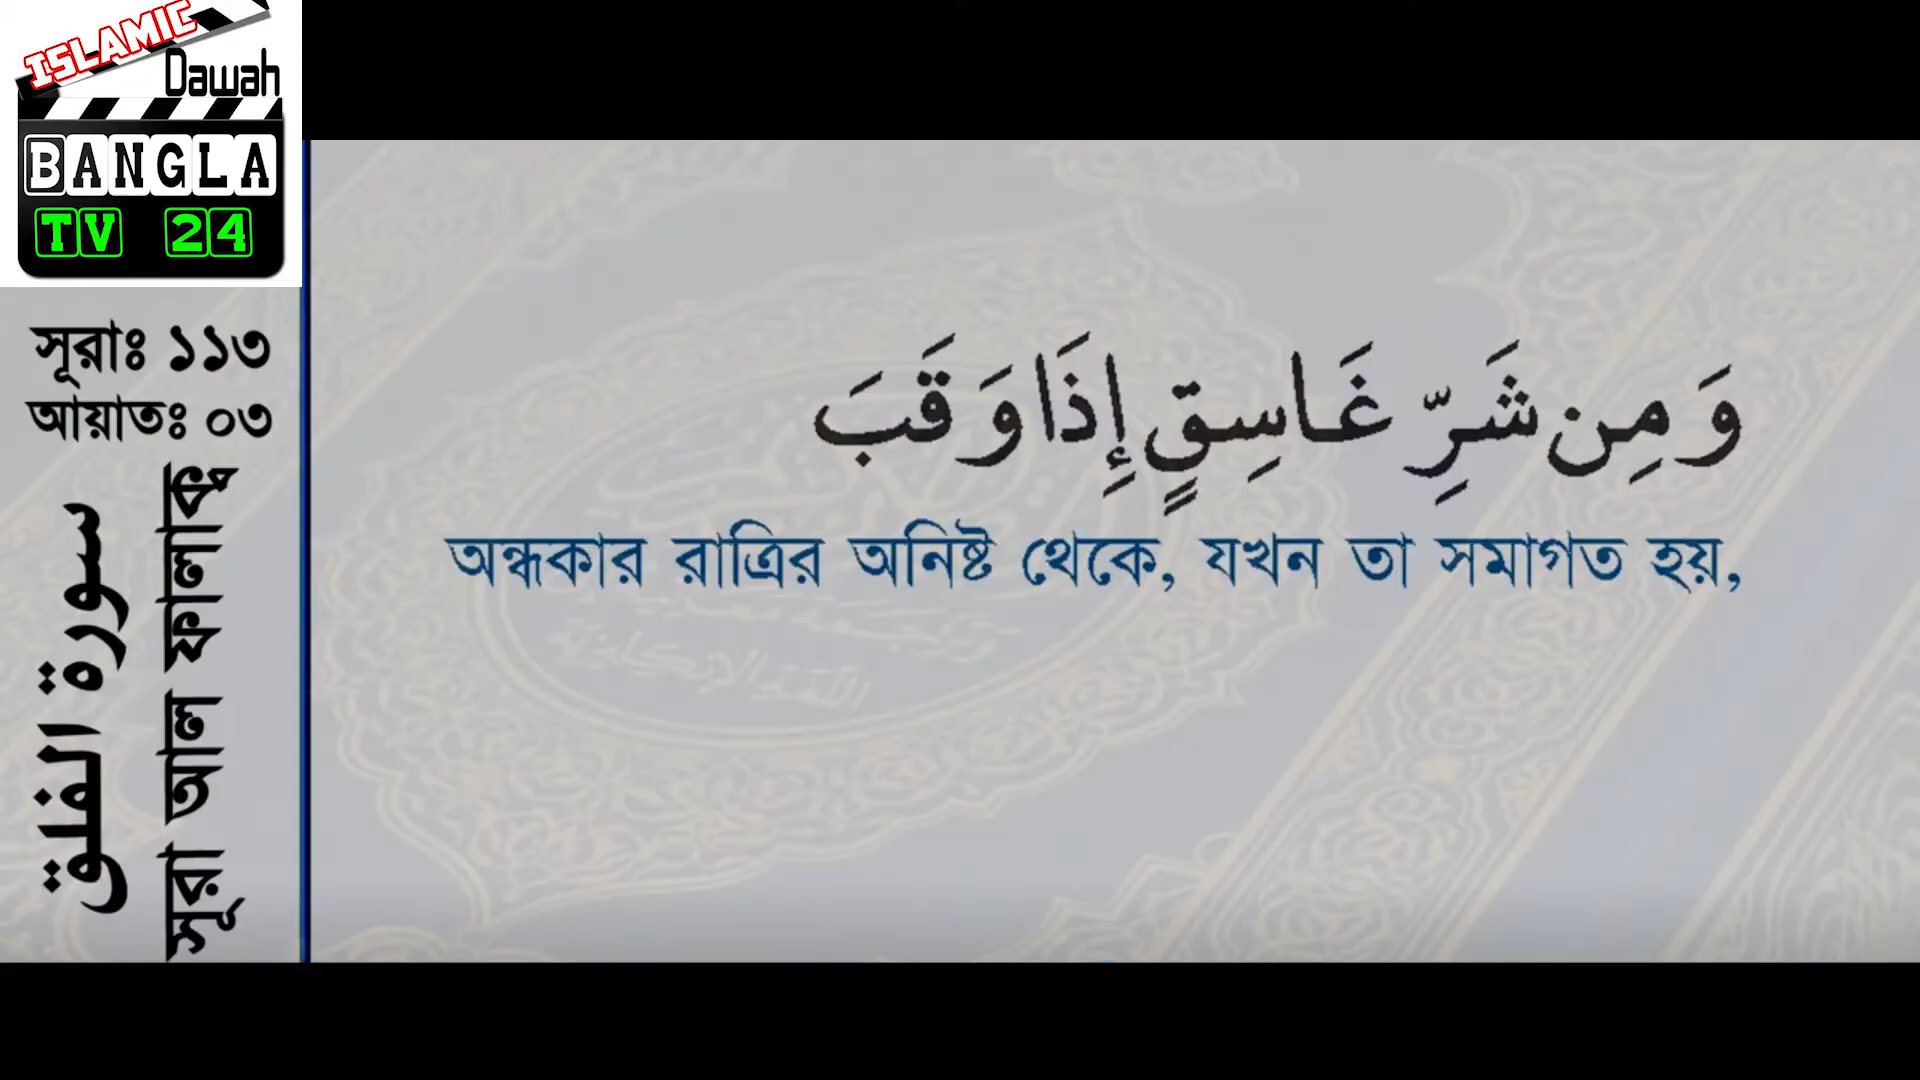 ISLAMIC
Dawah
BANGLA
TV 24
সূরাঃ ১১৩
আয়াতঃ ০৩
سورة الفلق
সূরা আল ফালাক্ব
وَمِن شَرِّ غَاسِقٍ إِذَا وَقَبَ
অন্ধকার রাত্রির অনিষ্ট থেকে, যখন তা সমাগত হয়,